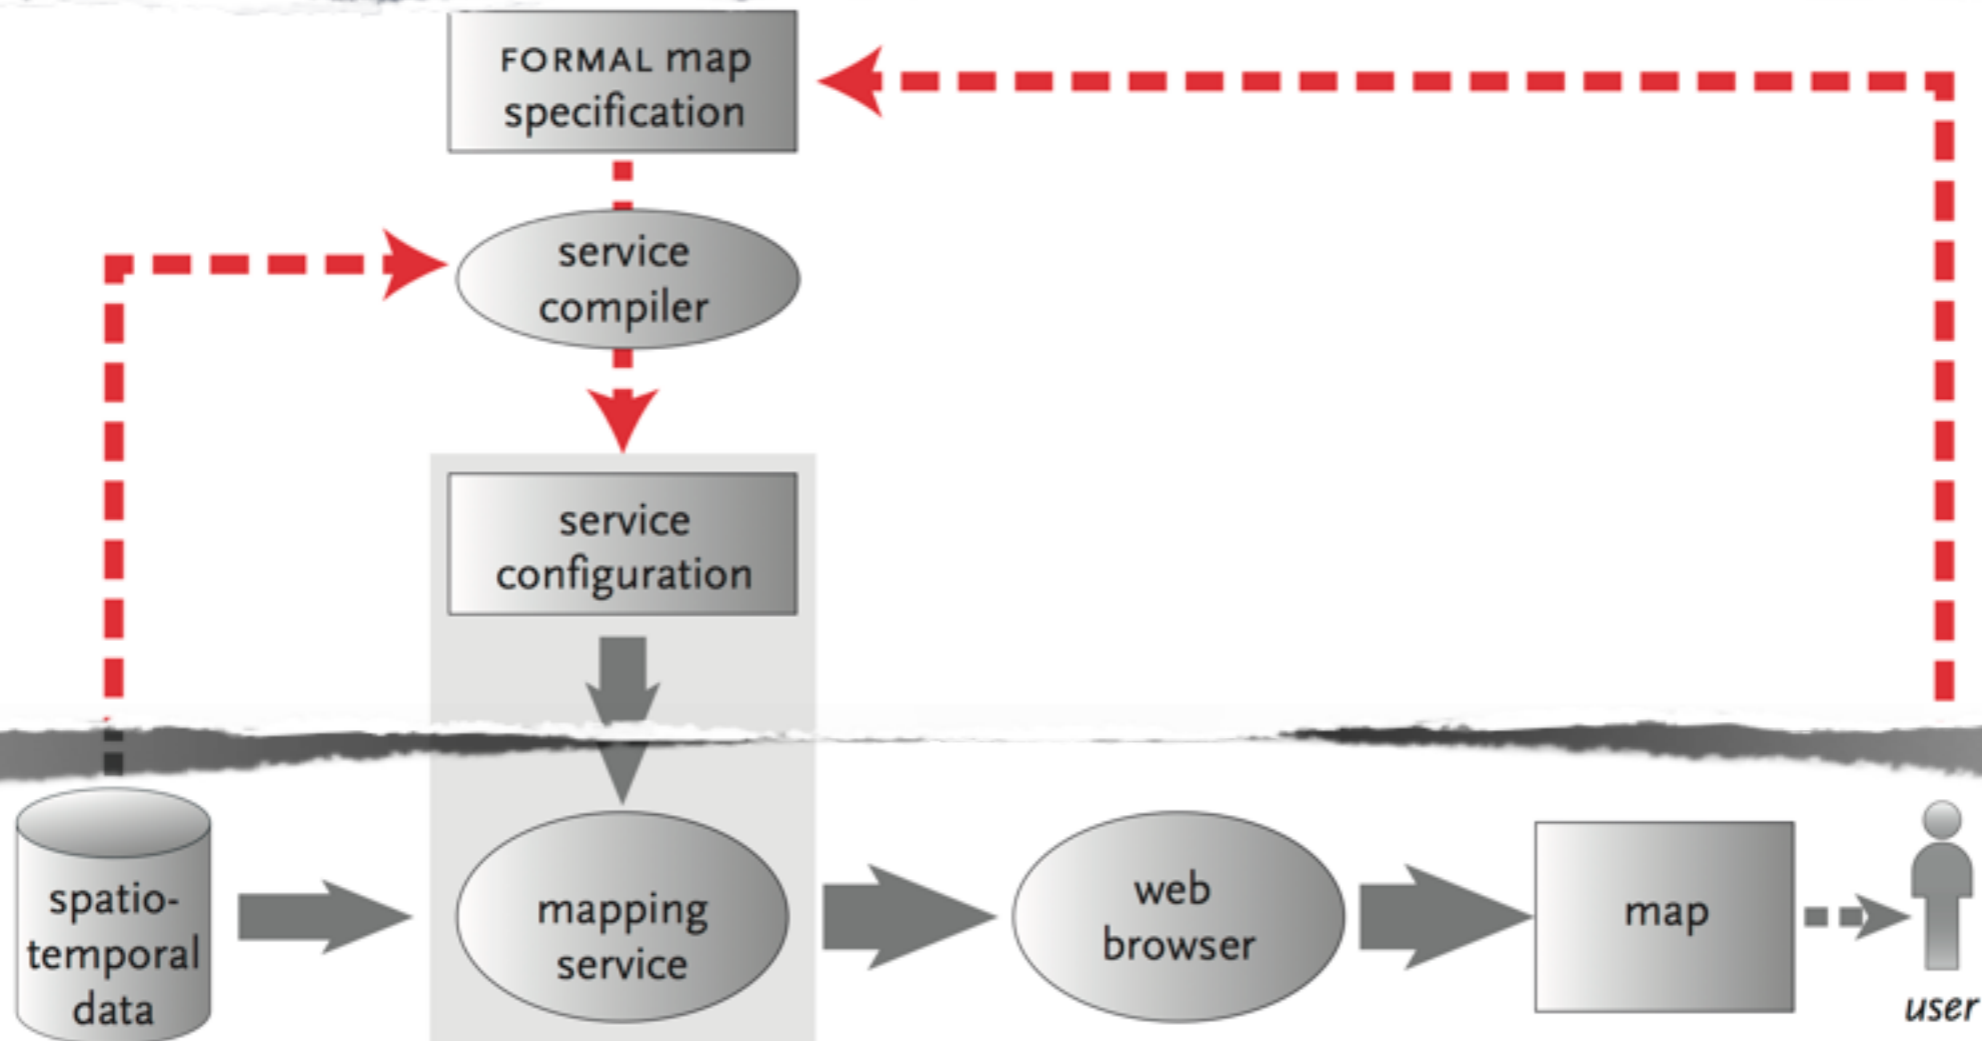 FORMAL map
specification
service
compiler
service
configuration
spatio-
temporal
data
mapping
service
web
browser
map
user